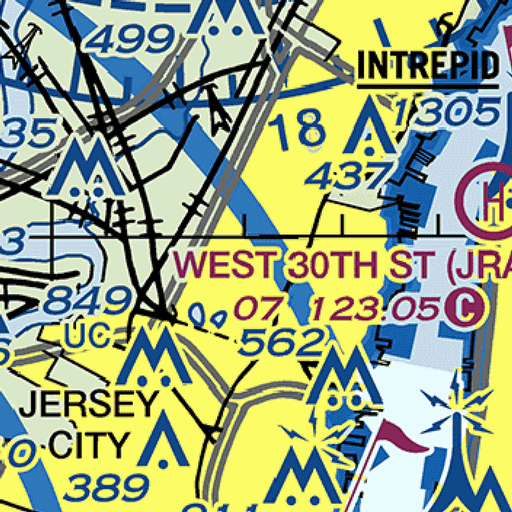 499
INTREPID
1305
35
18
437
3
WEST 30TH ST (JRA
07 123.05 C
849
UC
562
JERSEY
CITY
389
H